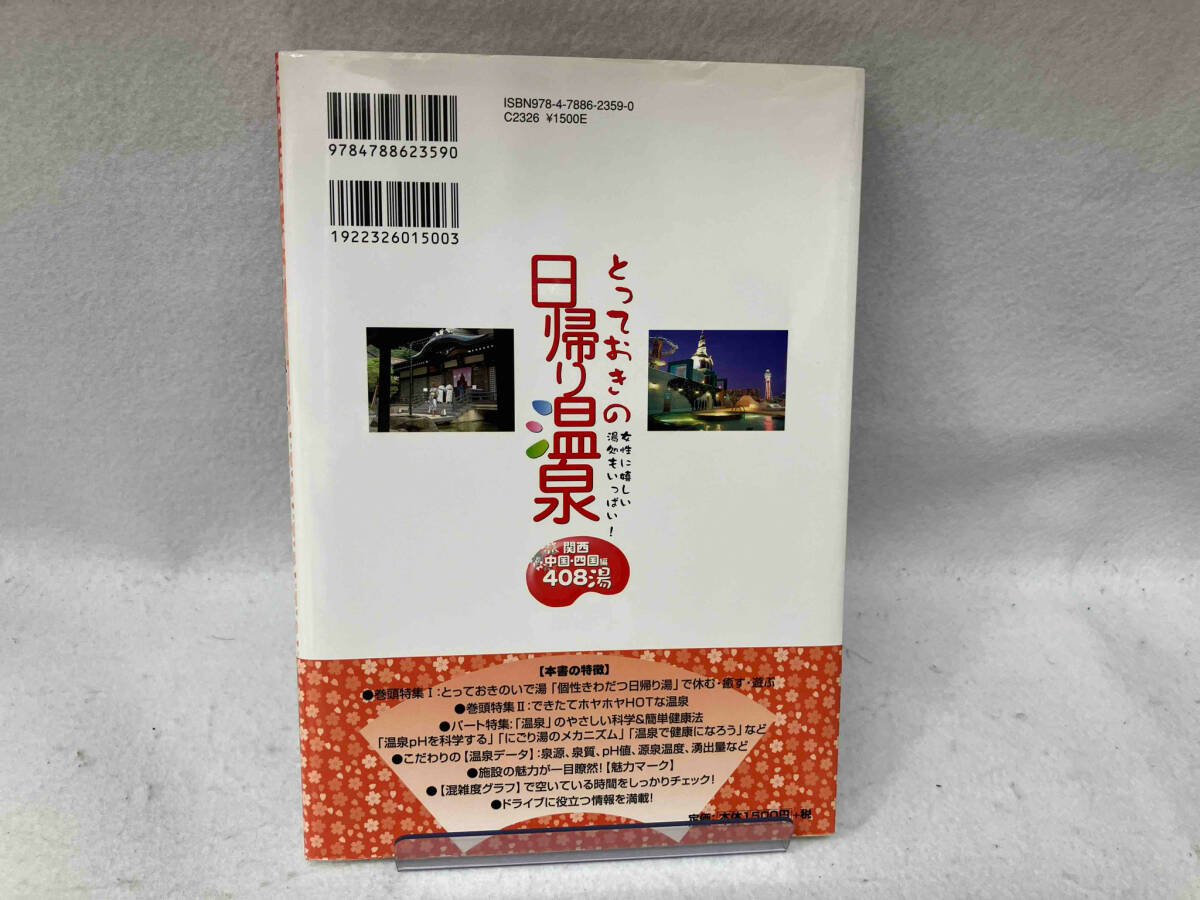 ISBN978-4-7886-2359-0
C2326 ¥1500E
9784788623590
1922326015003
とっておきの
日帰り温泉
女性に嬉しい
湯処もいっぱい!
関西
中国・四国編
408湯
【本書の特徴】
●巻頭特集Ⅰ:とっておきのいで湯「個性きわだつ日帰り湯」で休む・癒す・遊ぶ
●巻頭特集Ⅱ:できたてホヤホヤHOTな温泉
●パート特集:「温泉」のやさしい科学&簡単健康法
「温泉pHを科学する」「にごり湯のメカニズム」「温泉で健康になろう」など
●こだわりの【温泉データ】:泉源、泉質、pH値、源泉温度、湧出量など
●施設の魅力が一目瞭然!【魅力マーク】
●【混雑度グラフ】で空いている時間をしっかりチェック!
●ドライブに役立つ情報を満載!
定価:本体1500円+税